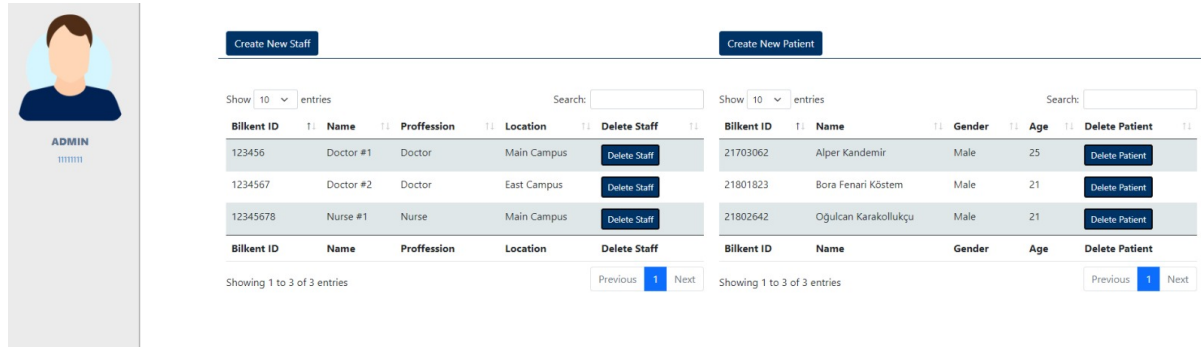 Create New Staff
Create New Patient
Show 10 entries Search:
Bilkent ID Name Proffession Location Delete Staff
123456 Doctor #1 Doctor Main Campus Delete Staff
1234567 Doctor #2 Doctor East Campus Delete Staff
12345678 Nurse #1 Nurse Main Campus Delete Staff
Bilkent ID Name Proffession Location Delete Staff
Showing 1 to 3 of 3 entries
Previous 1 Next
Show 10 entries Search:
Bilkent ID Name Gender Age Delete Patient
21703062 Alper Kandemir Male 25 Delete Patient
21801823 Bora Fenari Köstem Male 21 Delete Patient
21802642 Oğulcan Karakollukçu Male 21 Delete Patient
Bilkent ID Name Gender Age Delete Patient
Showing 1 to 3 of 3 entries
Previous 1 Next
ADMIN